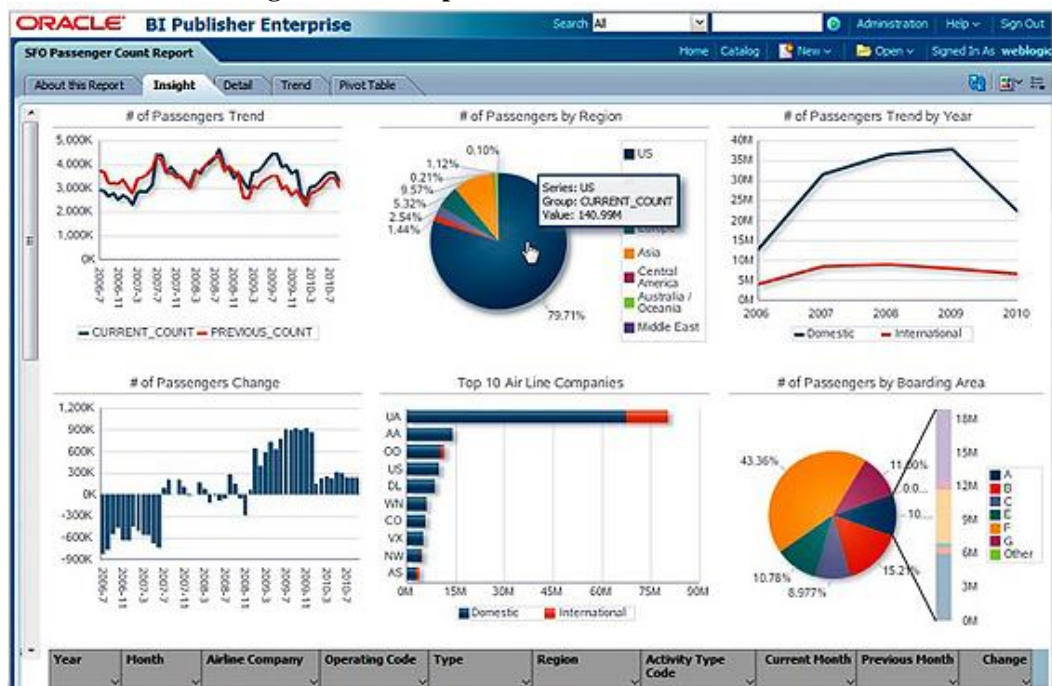 ORACLE BI Publisher Enterprise
Search All
Administration Help Sign Out
SFO Passenger Count Report
Home Catalog New Open Signed In As weblogic
About this Report Insight Detail Trend Pivot Table
# of Passengers Trend
5,000K
4,000K
3,000K
2,000K
1,000K
0K
2006-7 2006-11 2007-3 2007-7 2007-11 2008-3 2008-7 2008-11 2009-3 2009-7 2009-11 2010-3 2010-7
CURRENT_COUNT PREVIOUS_COUNT
# of Passengers by Region
0.10%
1.12%
0.21%
9.57%
5.32%
2.54%
1.44%
79.71%
US
Series: US
Group: CURRENT_COUNT
Value: 140.99M
Europe
Asia
Central
America
Australia /
Oceania
Middle East
# of Passengers Trend by Year
40M
35M
30M
25M
20M
15M
10M
5M
0M
2006 2007 2008 2009 2010
Domestic International
# of Passengers Change
1,200K
900K
600K
300K
0K
-300K
-600K
-900K
2006-7 2006-11 2007-3 2007-7 2007-11 2008-3 2008-7 2008-11 2009-3 2009-7 2009-11 2010-3 2010-7
Top 10 Air Line Companies
UA
AA
OO
US
DL
WN
CO
VX
NW
AS
0M 15M 30M 45M 60M 75M 90M
Domestic International
# of Passengers by Boarding Area
43.36%
11.00%
0.0...
10...
15.21%
8.977%
10.78%
18M
15M
12M
9M
6M
3M
0M
A
B
C
E
F
G
Other
Year Month Airline Company Operating Code Type Region Activity Type Code Current Month Previous Month Change